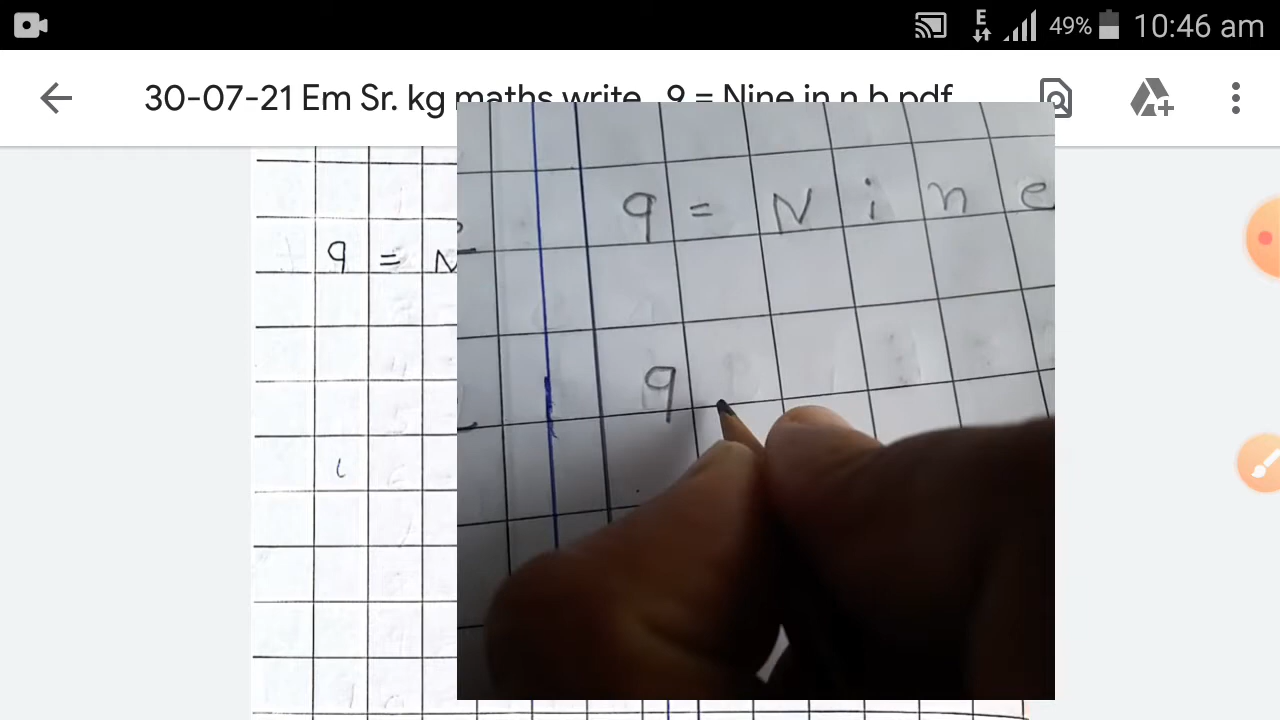 49% 10:46 am
30-07-21 Em Sr. kg maths write 9 = Nine in n b.pdf
9 = N i n e
9 = N
9